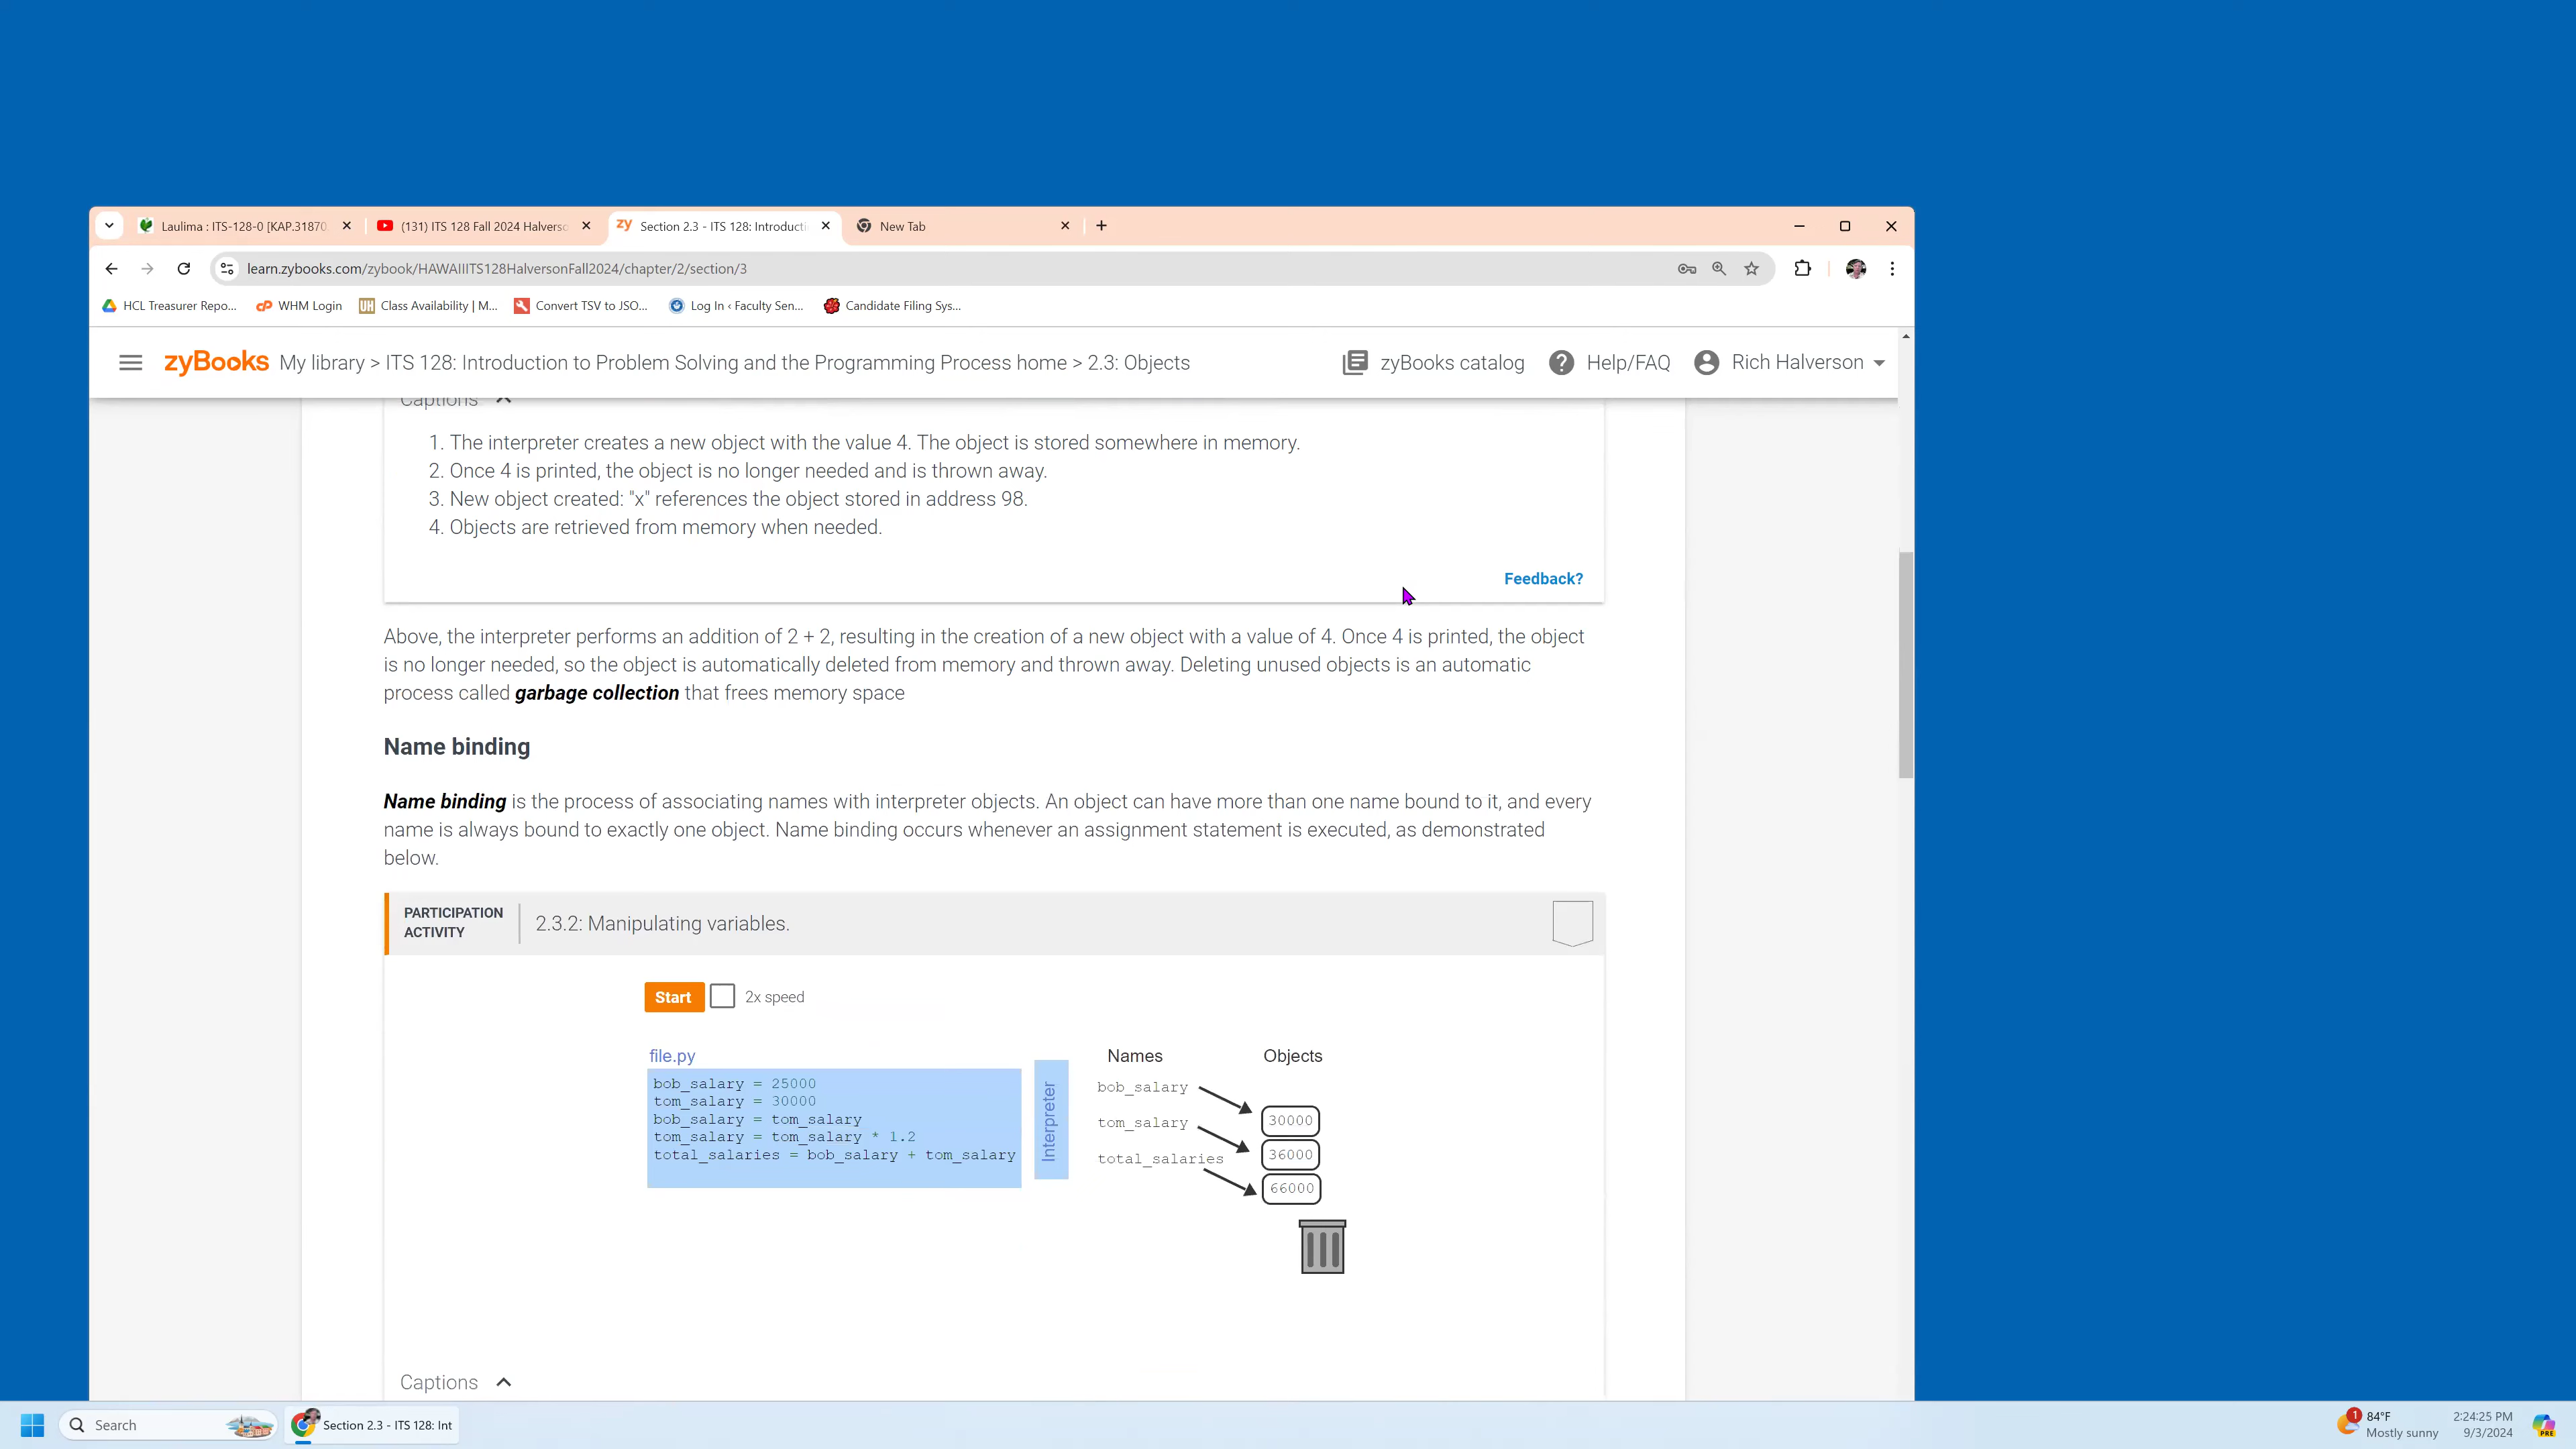 Laulima : ITS-128-0 [KAP.31870.
(131) ITS 128 Fall 2024 Halverso
zy Section 2.3 - ITS 128: Introducti
New Tab
learn.zybooks.com/zybook/HAWAIIITS128HalversonFall2024/chapter/2/section/3
HCL Treasurer Repo...
cP WHM Login
UH Class Availability | M...
Convert TSV to JSO...
Log In ‹ Faculty Sen...
Candidate Filing Sys...
zyBooks My library > ITS 128: Introduction to Problem Solving and the Programming Process home > 2.3: Objects
zyBooks catalog
Help/FAQ
Rich Halverson
Captions
1. The interpreter creates a new object with the value 4. The object is stored somewhere in memory.
2. Once 4 is printed, the object is no longer needed and is thrown away.
3. New object created: "x" references the object stored in address 98.
4. Objects are retrieved from memory when needed.
Feedback?
Above, the interpreter performs an addition of 2 + 2, resulting in the creation of a new object with a value of 4. Once 4 is printed, the object
is no longer needed, so the object is automatically deleted from memory and thrown away. Deleting unused objects is an automatic
process called garbage collection that frees memory space
Name binding
Name binding is the process of associating names with interpreter objects. An object can have more than one name bound to it, and every
name is always bound to exactly one object. Name binding occurs whenever an assignment statement is executed, as demonstrated
below.
PARTICIPATION
ACTIVITY
2.3.2: Manipulating variables.
Start
2x speed
file.py
bob_salary = 25000
tom_salary = 30000
bob_salary = tom_salary
tom_salary = tom_salary * 1.2
total_salaries = bob_salary + tom_salary
Interpreter
Names
Objects
bob_salary
30000
tom_salary
36000
total_salaries
66000
Captions
Search
Section 2.3 - ITS 128: Int
1
84°F
Mostly sunny
2:24:25 PM
9/3/2024
PRE